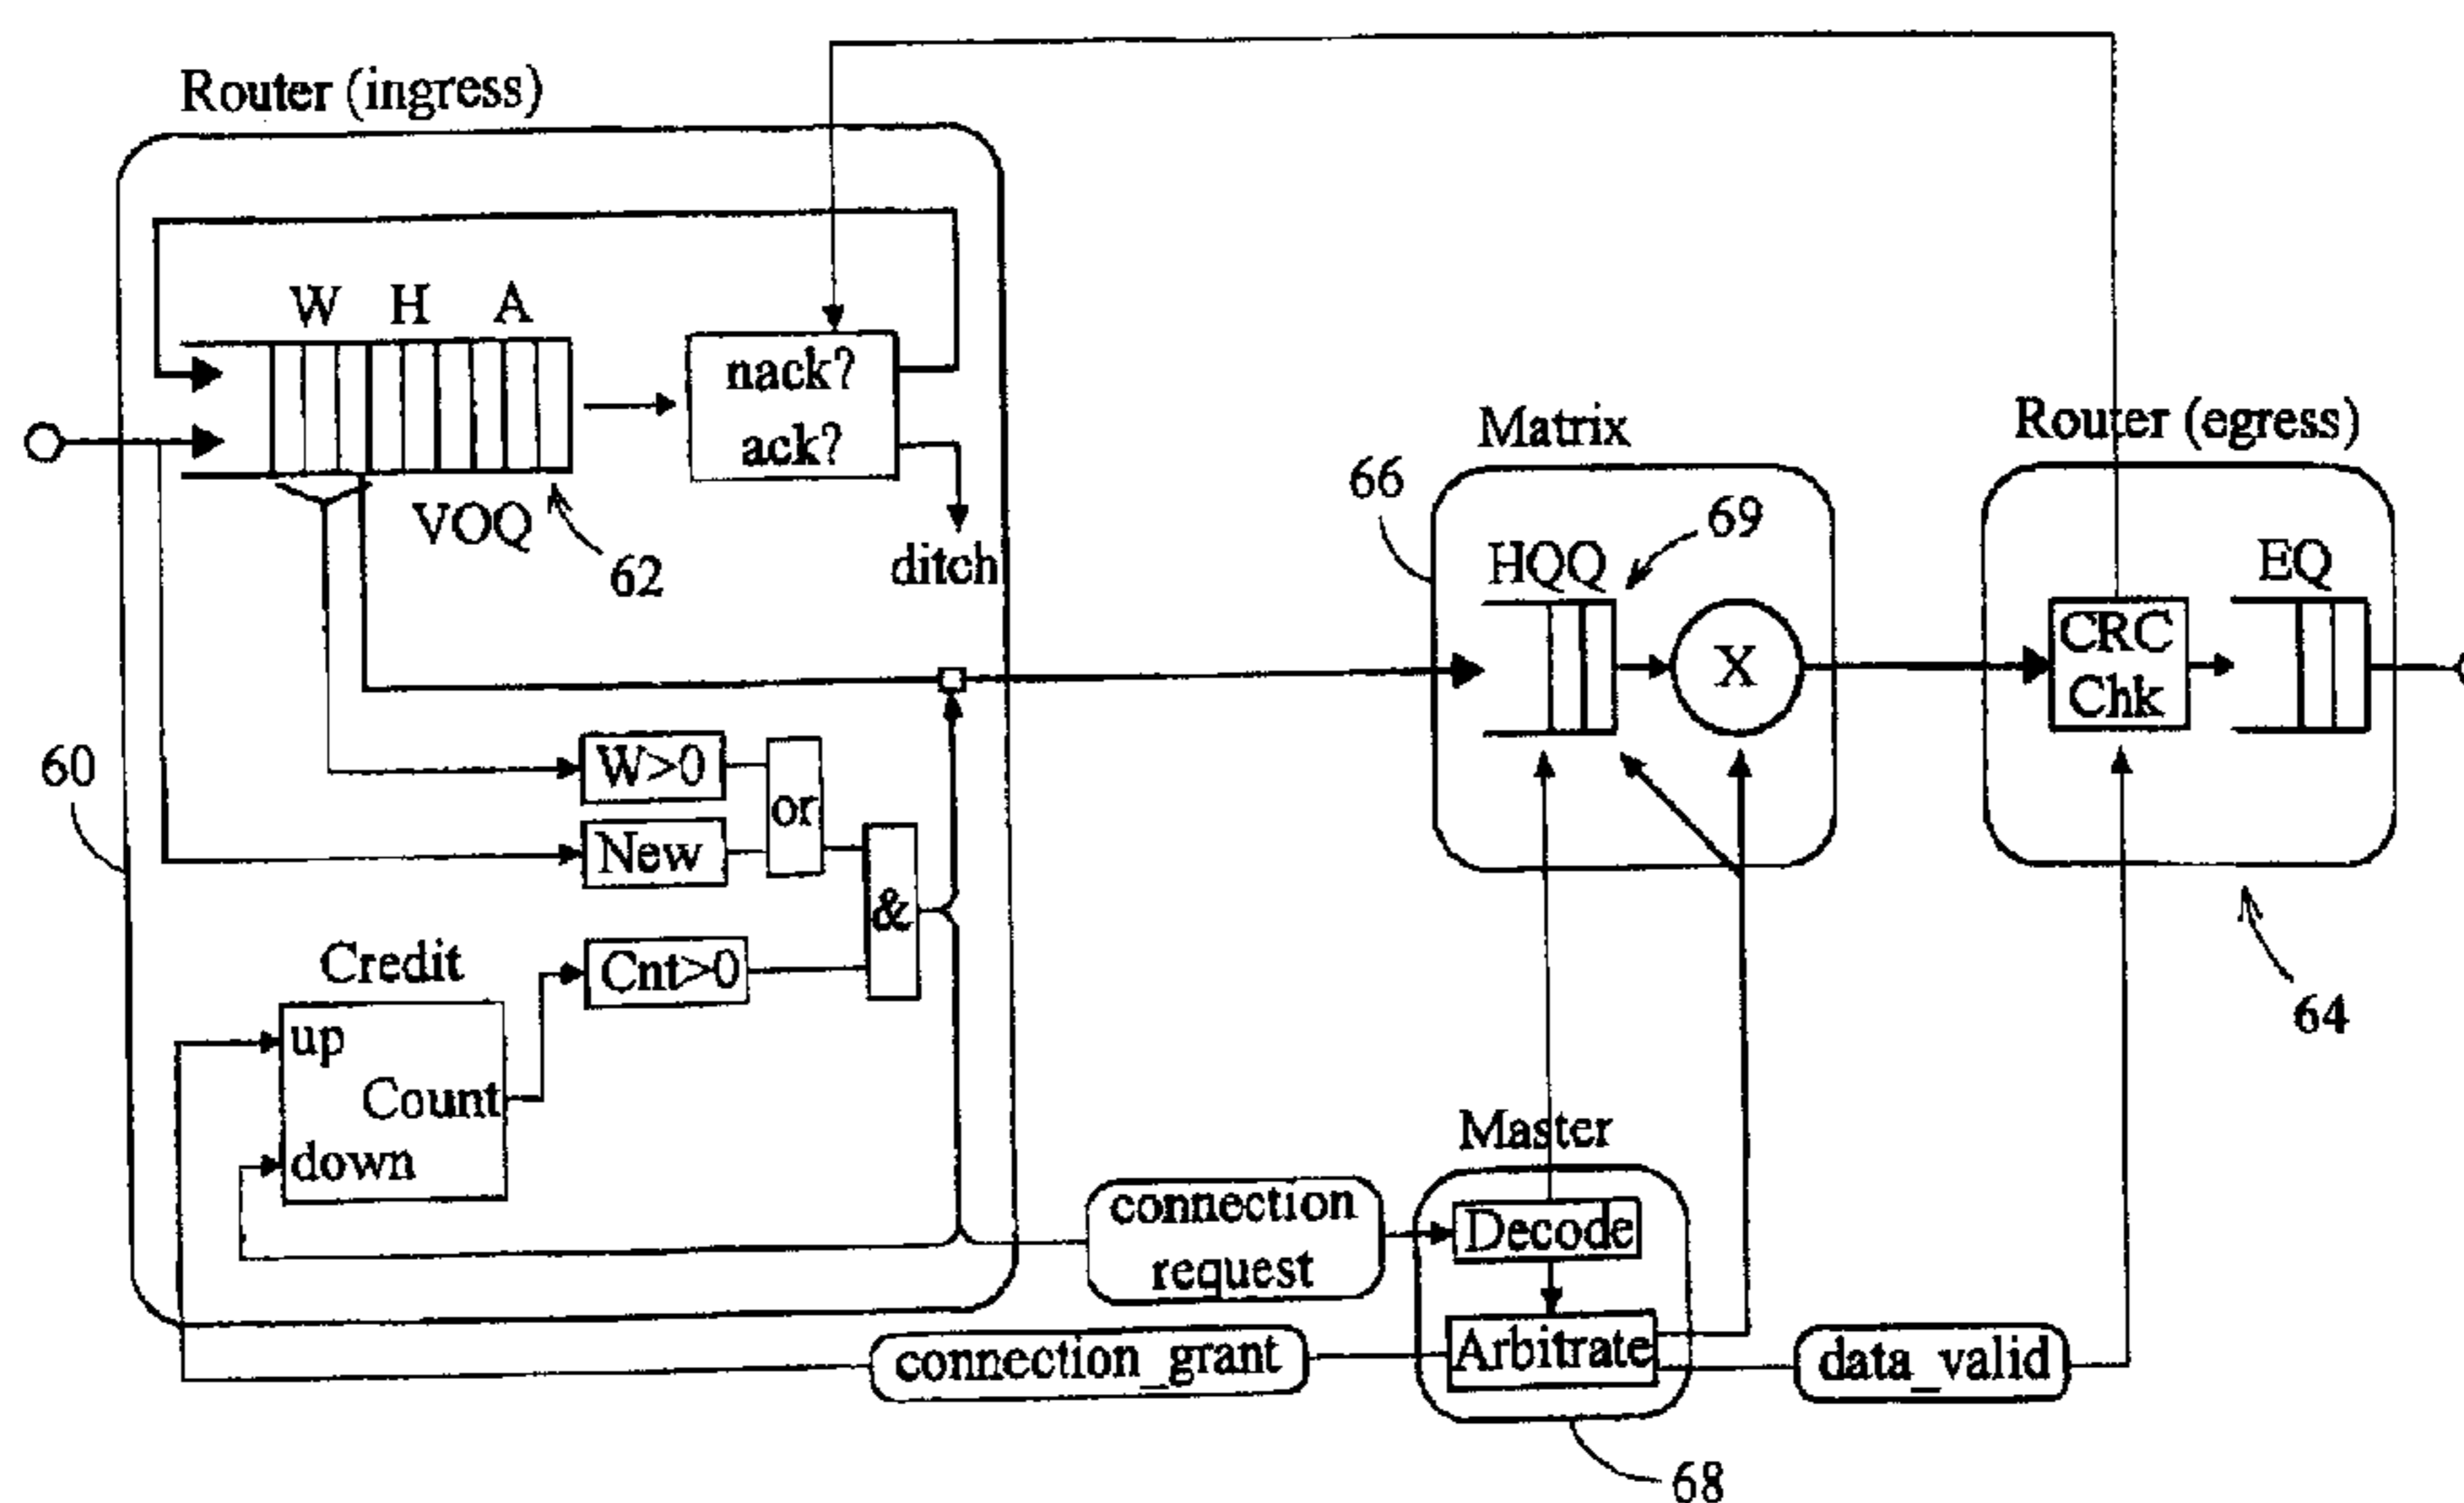 Router (ingress)
W H A
nack?
ack?
VOQ
62
ditch
Matrix
Router (egress)
66
69
HQQ
EQ
X
CRC
Chk
60
W>0
or
New
&
Credit
Cnt>0
up
Count
down
64
Master
connection
request
Decode
connection_grant
Arbitrate
data_valid
68